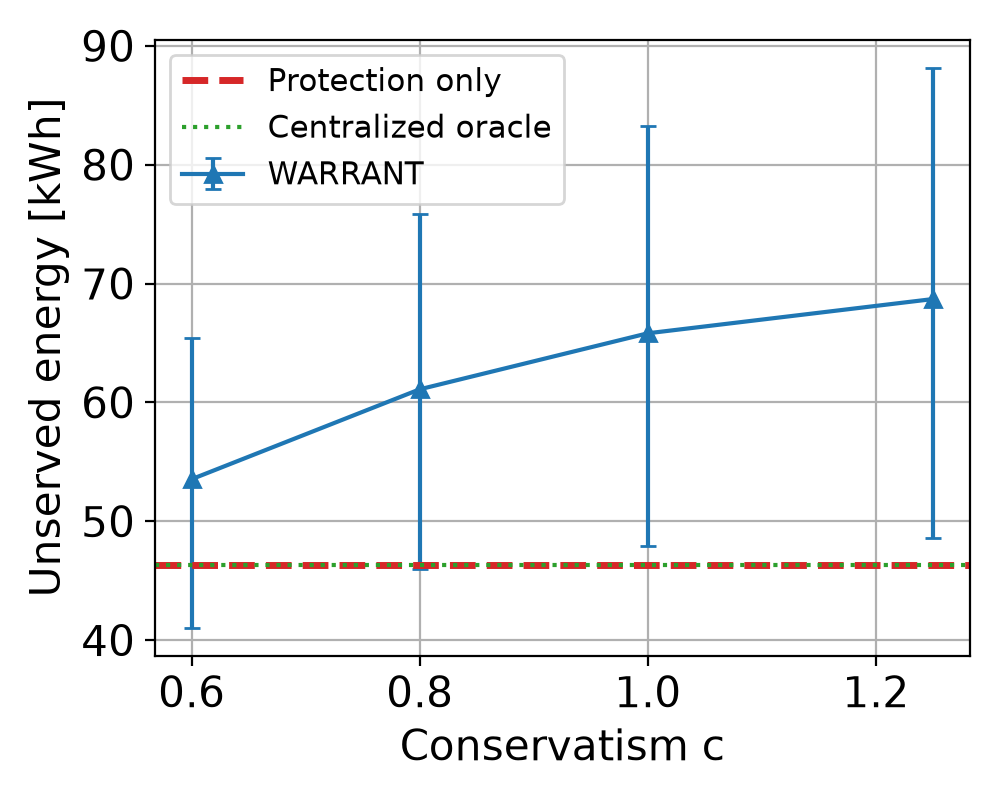 90
80
70
60
50
40
Unserved energy [kWh]
Protection only
Centralized oracle
WARRANT
0.6
0.8
1.0
1.2
Conservatism c